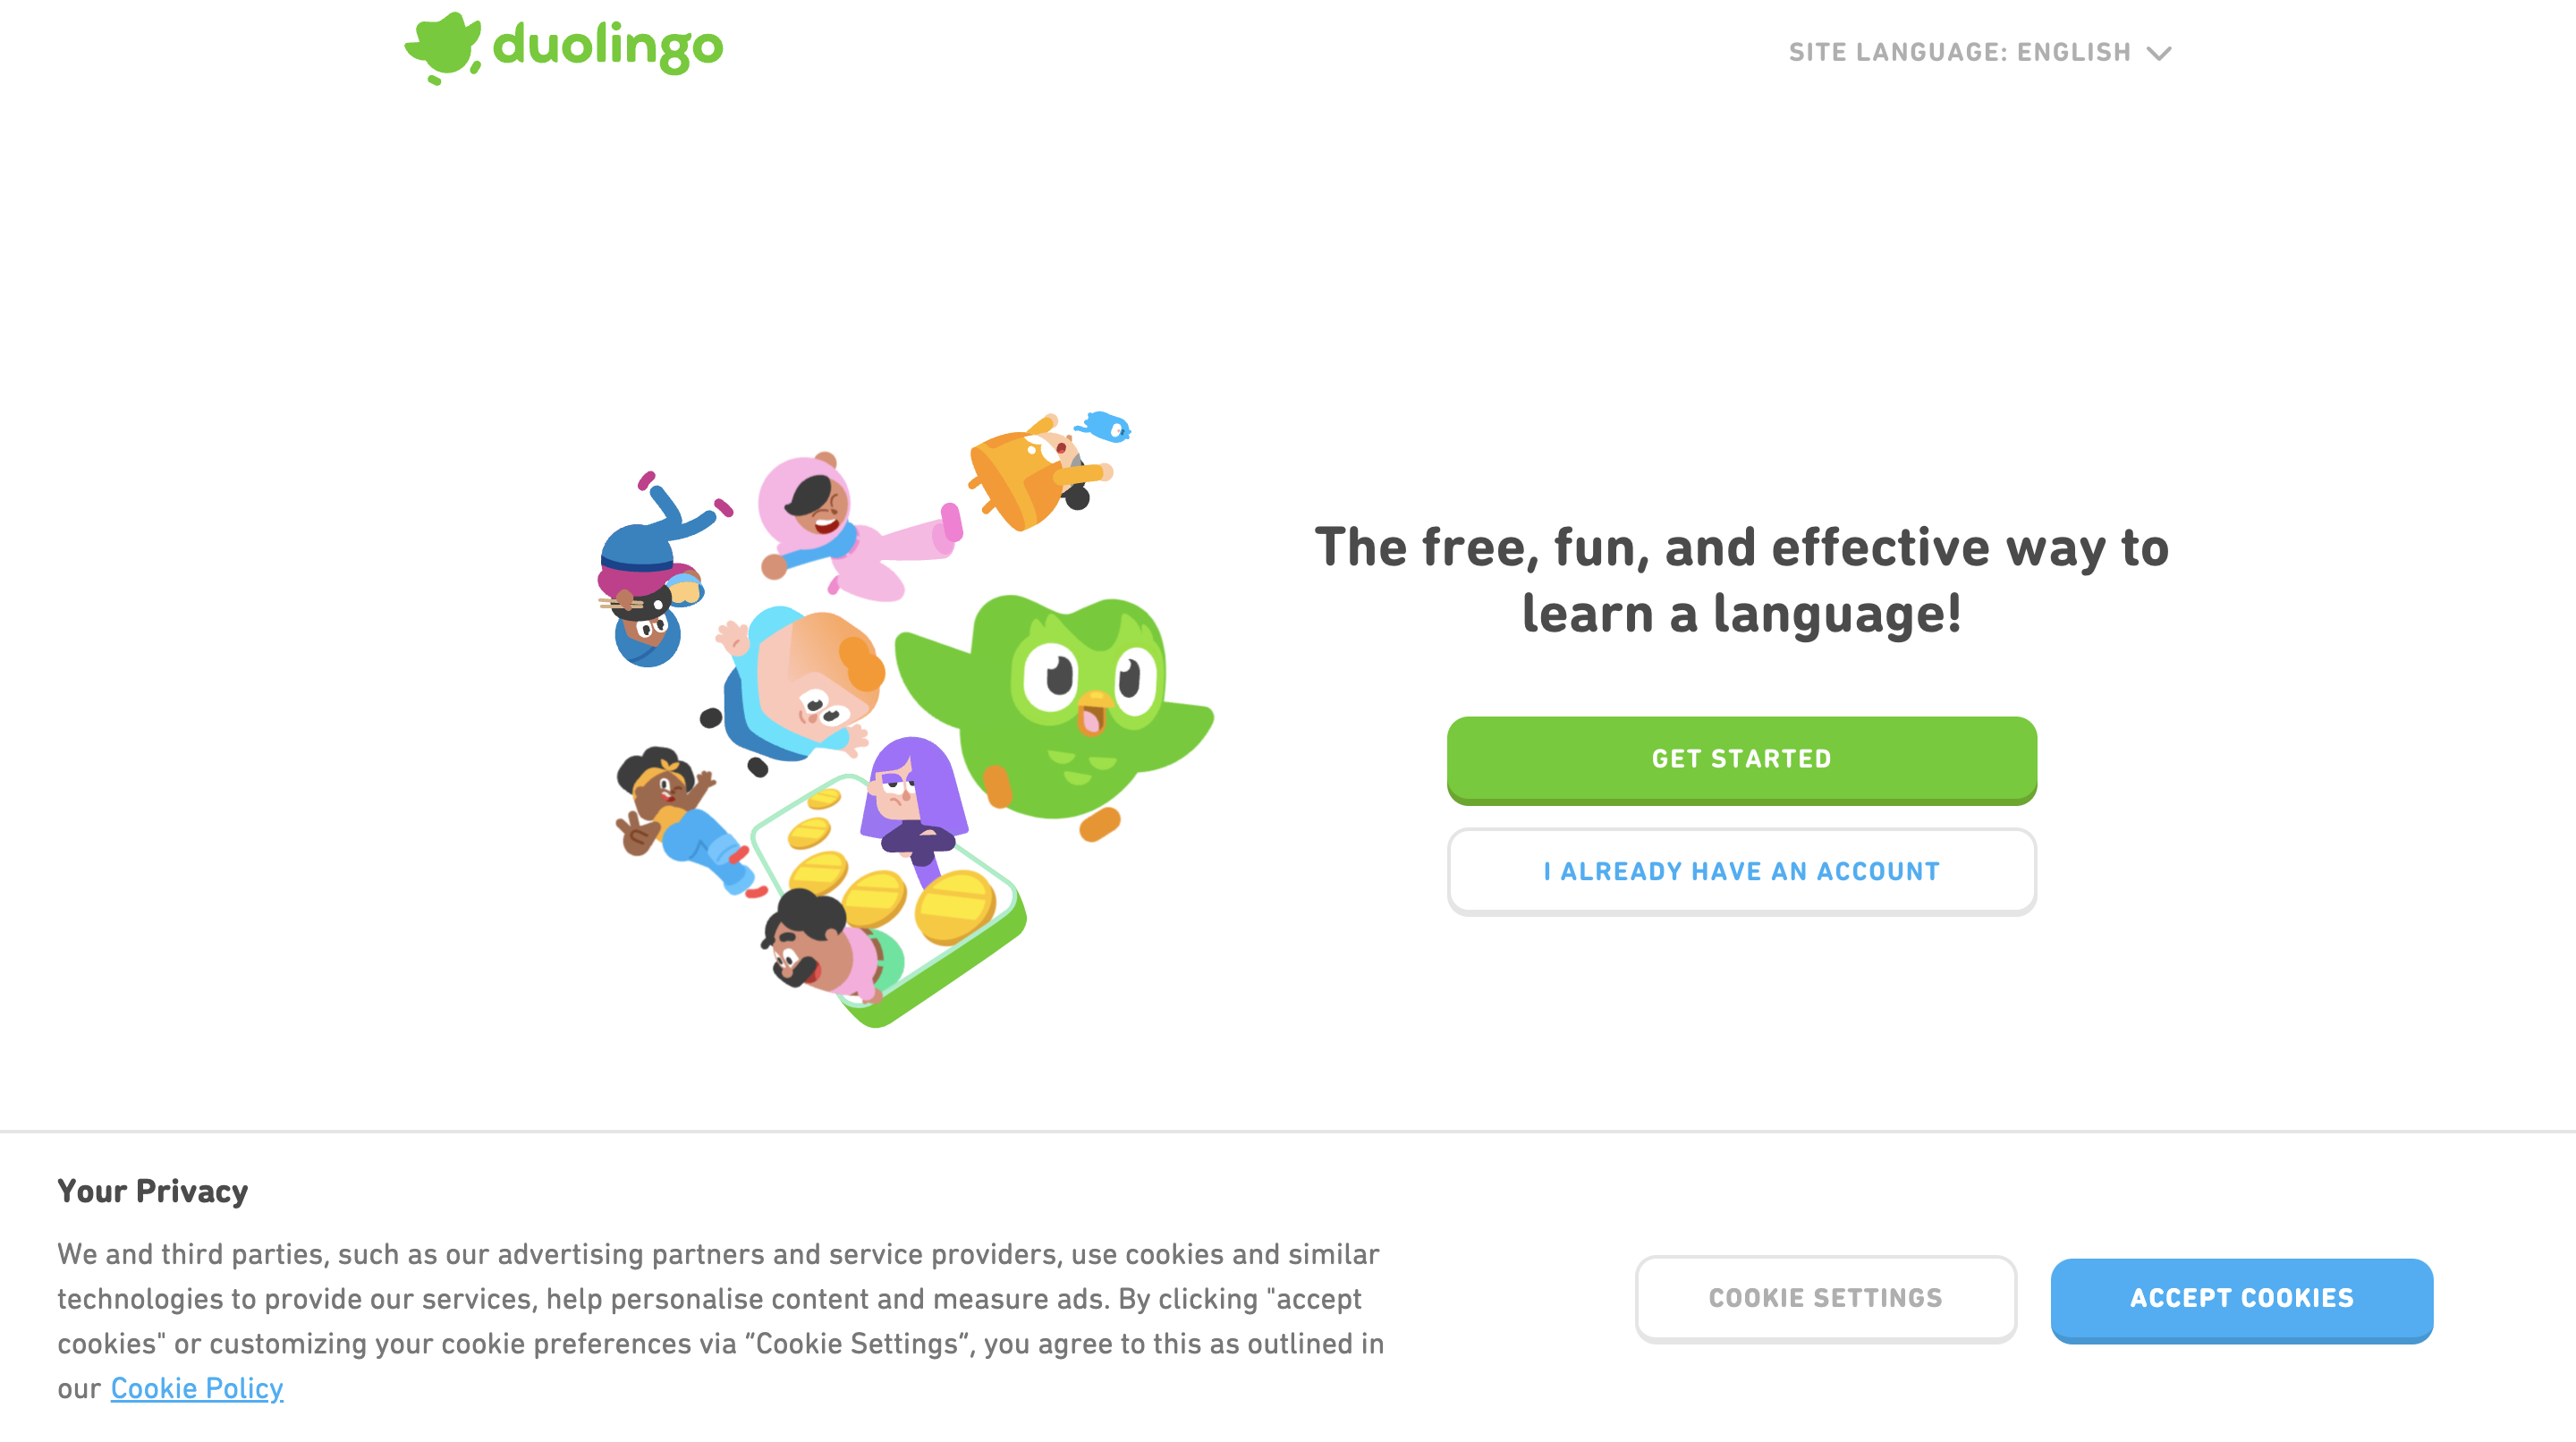 duolingo
SITE LANGUAGE: ENGLISH
The free, fun, and effective way to
learn a language!
GET STARTED
I ALREADY HAVE AN ACCOUNT
Your Privacy
We and third parties, such as our advertising partners and service providers, use cookies and similar
technologies to provide our services, help personalise content and measure ads. By clicking "accept
cookies" or customizing your cookie preferences via “Cookie Settings”, you agree to this as outlined in
our Cookie Policy
COOKIE SETTINGS
ACCEPT COOKIES